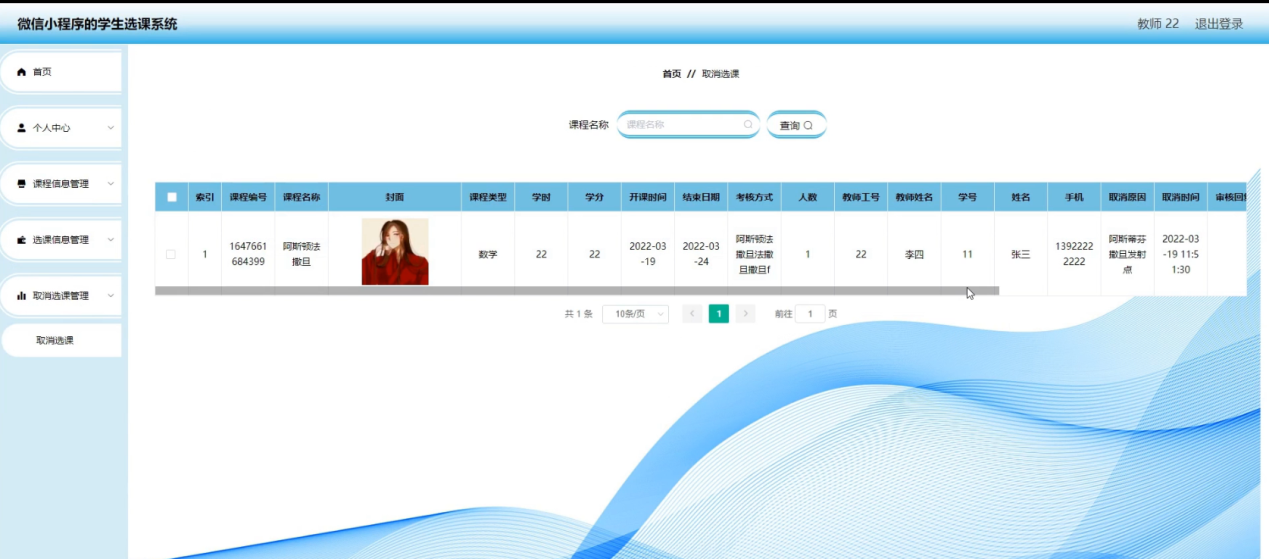 微信小程序的学生选课系统
教师 22 退出登录
首页
个人中心
课程信息管理
选课信息管理
取消选课管理
取消选课
首页 // 取消选课
课程名称 课程名称 查询
索引 课程编号 课程名称 封面 课程类型 学时 学分 开课时间 结束日期 考核方式 人数 教师工号 教师姓名 学号 姓名 手机 取消原因 取消时间 审核回
1 1647661684399 阿斯顿法撒旦 数学 22 22 2022-03-19 2022-03-24 阿斯顿法撒旦法撒旦撒旦f 1 22 李四 11 张三 13922222222 阿斯蒂芬撒旦发射点 2022-03-19 11:51:30
共 1 条 10条/页 1 前往 1 页